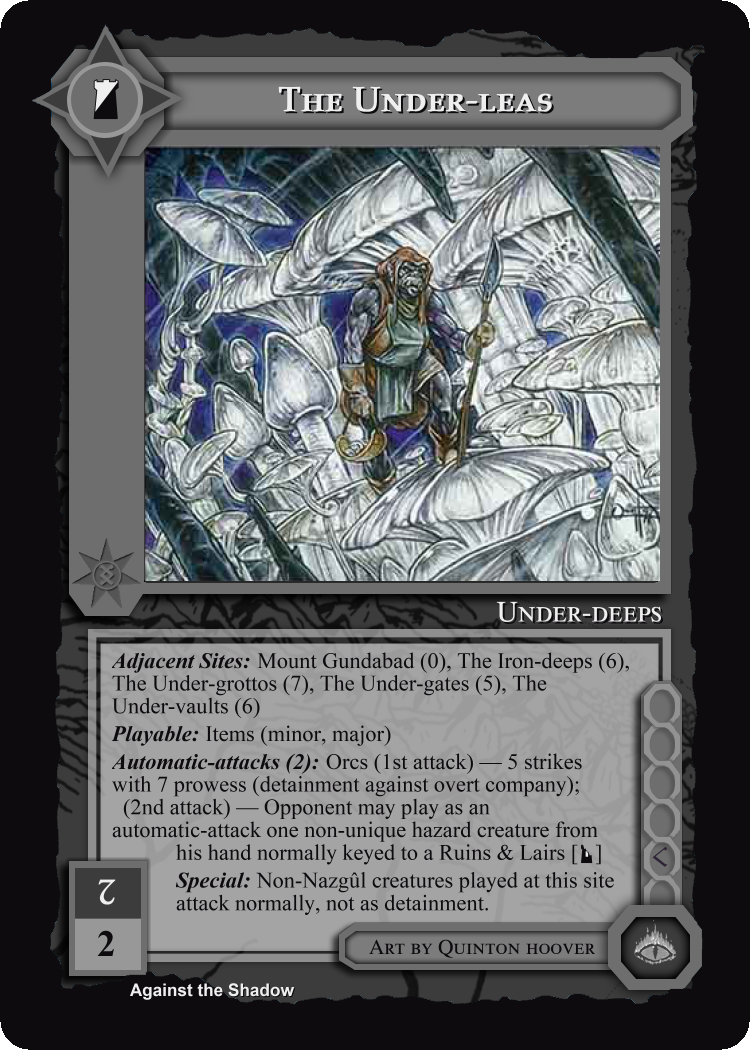 The Under-leas
Under-deeps
Adjacent Sites: Mount Gundabad (0), The Iron-deeps (6),
The Under-grottos (7), The Under-gates (5), The
Under-vaults (6)
Playable: Items (minor, major)
Automatic-attacks (2): Orcs (1st attack) — 5 strikes
with 7 prowess (detainment against overt company);
(2nd attack) — Opponent may play as an
automatic-attack one non-unique hazard creature from
his hand normally keyed to a Ruins & Lairs [ ]
Special: Non-Nazgûl creatures played at this site
attack normally, not as detainment.
2
2
Art by Quinton Hoover
Against the Shadow